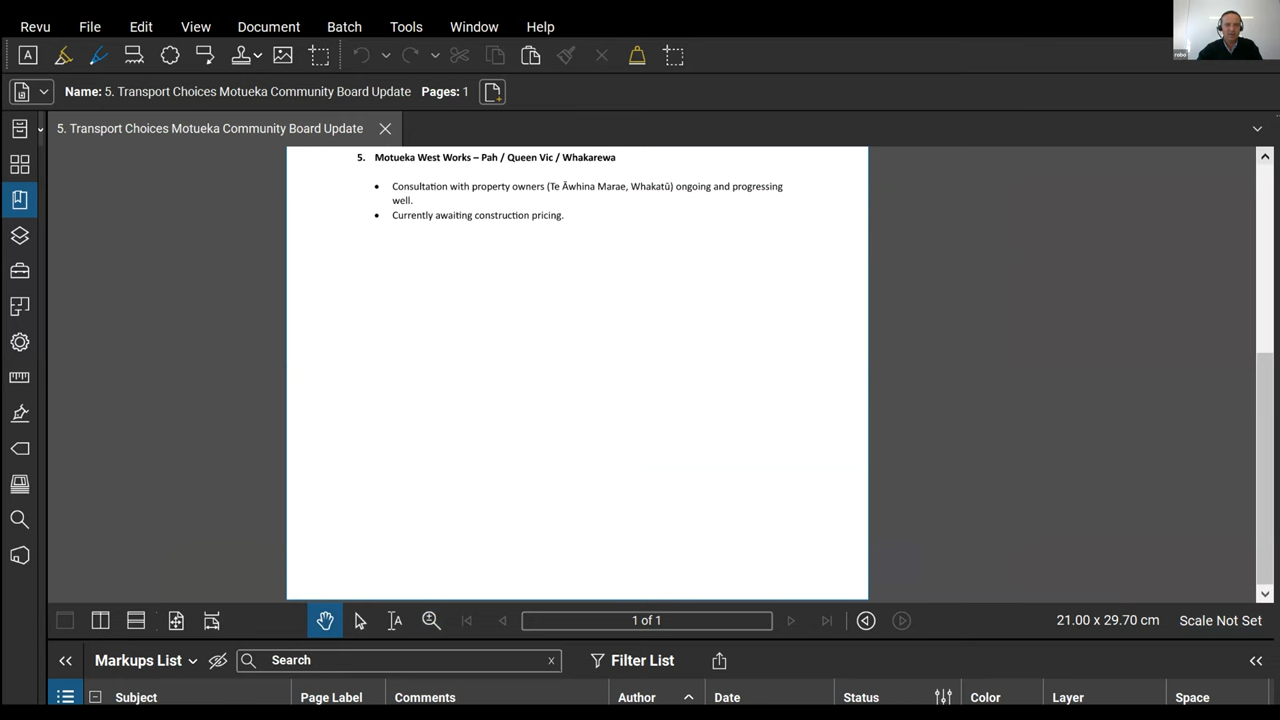 Revu File Edit View Document Batch Tools Window Help
Name: 5. Transport Choices Motueka Community Board Update Pages: 1
5. Transport Choices Motueka Community Board Update
5. Motueka West Works – Pah / Queen Vic / Whakarewa
• Consultation with property owners (Te Āwhina Marae, Whakatū) ongoing and progressing
well.
• Currently awaiting construction pricing.
1 of 1
21.00 x 29.70 cm Scale Not Set
Markups List Search x Filter List
Subject Page Label Comments Author Date Status Color Layer Space